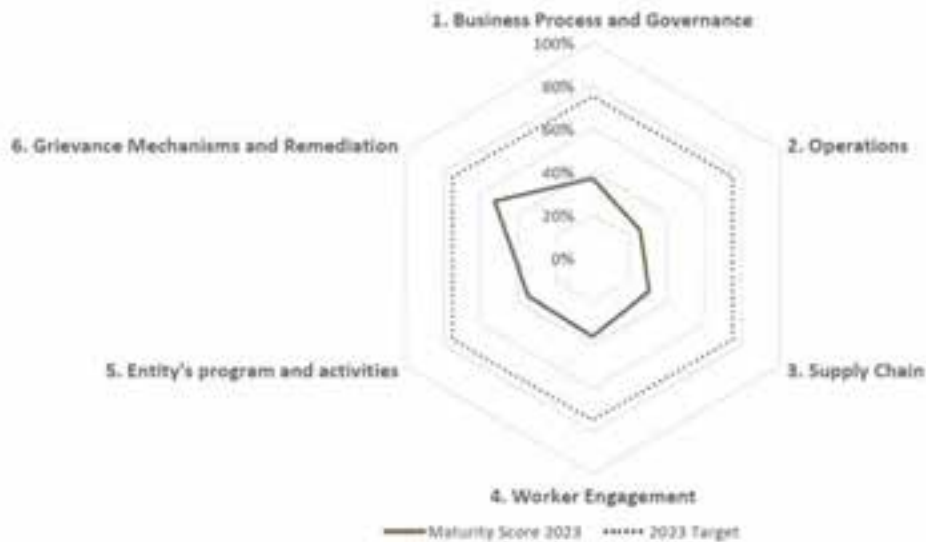 1. Business Process and Governance
100%
80%
60%
6. Grievance Mechanisms and Remediation
2. Operations
40%
20%
0%
5. Entity's program and activities
3. Supply Chain
4. Worker Engagement
Maturity Score 2023 2023 Target